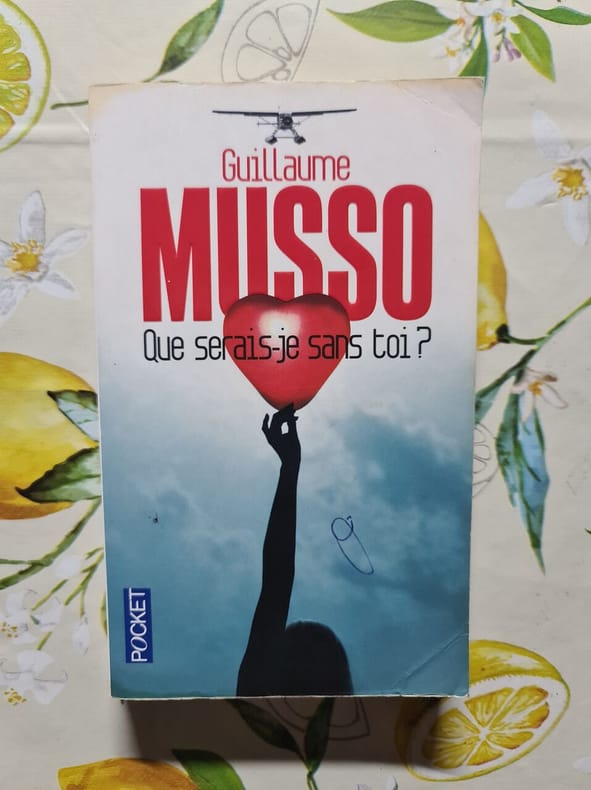 Guillaume
MUSSO
Que serais-je sans toi ?
POCKET